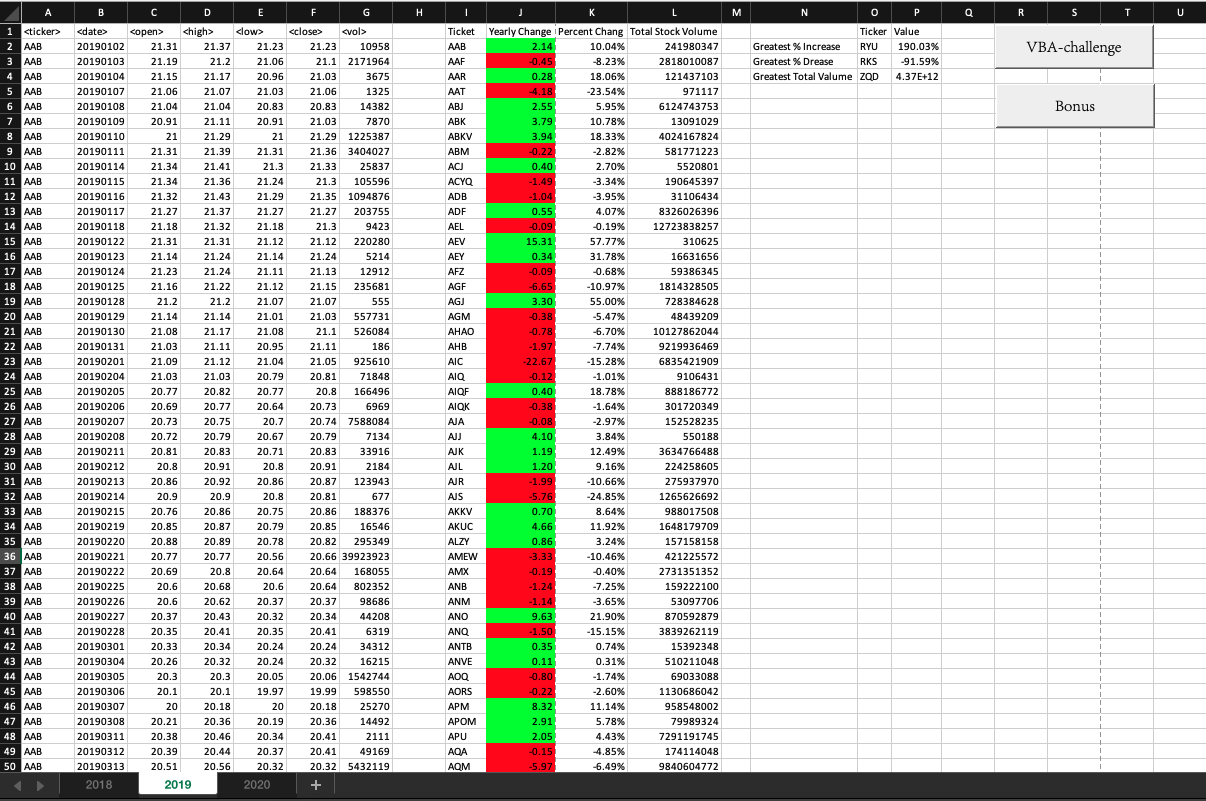 A B C D E F G H I J K L M N O P Q R S T U
1 <ticker> <date> <open> <high> <low> <close> <vol> Ticket Yearly Change Percent Chang Total Stock Volume Ticker Value
2 AAB 20190102 21.31 21.37 21.23 21.23 10958 AAB 2.14 10.04% 241980347 Greatest % Increase RYU 190.03% VBA-challenge
3 AAB 20190103 21.19 21.2 21.06 21.1 2171964 AAF -0.45 -8.23% 2818010087 Greatest % Drease RKS -91.59%
4 AAB 20190104 21.15 21.17 20.96 21.03 3675 AAR 0.28 18.06% 121437103 Greatest Total Valume ZQD 4.37E+12
5 AAB 20190107 21.06 21.07 21.03 21.06 1325 AAT -4.18 -23.54% 971117
6 AAB 20190108 21.04 21.04 20.83 20.83 14382 ABJ 2.55 5.95% 6124743753 Bonus
7 AAB 20190109 20.91 21.11 20.91 21.03 7870 ABK 3.79 10.78% 13091029
8 AAB 20190110 21 21.29 21 21.29 1225387 ABKV 3.94 18.33% 4024167824
9 AAB 20190111 21.31 21.39 21.31 21.36 3404027 ABM -0.22 -2.82% 581771223
10 AAB 20190114 21.34 21.41 21.3 21.33 25837 ACJ 0.40 2.70% 5520801
11 AAB 20190115 21.34 21.36 21.24 21.3 105596 ACYQ -1.49 -3.34% 190645397
12 AAB 20190116 21.32 21.43 21.29 21.35 1094876 ADB -1.04 -3.95% 31106434
13 AAB 20190117 21.27 21.37 21.27 21.27 203755 ADF 0.55 4.07% 8326026396
14 AAB 20190118 21.18 21.32 21.18 21.3 9423 AEL -0.09 -0.19% 12723838257
15 AAB 20190122 21.31 21.31 21.12 21.12 220280 AEV 15.31 57.77% 310625
16 AAB 20190123 21.14 21.24 21.14 21.24 5214 AEY 0.34 31.78% 16631656
17 AAB 20190124 21.23 21.24 21.11 21.13 12912 AFZ -0.09 -0.68% 59386345
18 AAB 20190125 21.16 21.22 21.12 21.15 235681 AGF -6.65 -10.97% 1814328505
19 AAB 20190128 21.2 21.2 21.07 21.07 555 AGJ 3.30 55.00% 728384628
20 AAB 20190129 21.14 21.14 21.01 21.03 557731 AGM -0.38 -5.47% 48439209
21 AAB 20190130 21.08 21.17 21.08 21.1 526084 AHAO -0.78 -6.70% 10127862044
22 AAB 20190131 21.03 21.11 20.95 21.11 186 AHB -1.97 -7.74% 9219936469
23 AAB 20190201 21.09 21.12 21.04 21.05 925610 AIC -22.67 -15.28% 6835421909
24 AAB 20190204 21.03 21.03 20.79 20.81 71848 AIQ -0.12 -1.01% 9106431
25 AAB 20190205 20.77 20.82 20.77 20.8 166496 AIQF 0.40 18.78% 888186772
26 AAB 20190206 20.69 20.77 20.64 20.73 6969 AIQK -0.38 -1.64% 301720349
27 AAB 20190207 20.73 20.75 20.7 20.74 7588084 AJA -0.08 -2.97% 152528235
28 AAB 20190208 20.72 20.79 20.67 20.79 7134 AJJ 4.10 3.84% 550188
29 AAB 20190211 20.81 20.83 20.71 20.83 33916 AJK 1.19 12.49% 3634766488
30 AAB 20190212 20.8 20.91 20.8 20.91 2184 AJL 1.20 9.16% 224258605
31 AAB 20190213 20.86 20.92 20.86 20.87 123943 AJR -1.99 -10.66% 275937970
32 AAB 20190214 20.9 20.9 20.8 20.81 677 AJS -5.76 -24.85% 1265626692
33 AAB 20190215 20.76 20.86 20.75 20.86 188376 AKKV 0.70 8.64% 988017508
34 AAB 20190219 20.85 20.87 20.79 20.85 16546 AKUC 4.66 11.92% 1648179709
35 AAB 20190220 20.88 20.89 20.78 20.82 295349 ALZY 0.86 3.24% 157158158
36 AAB 20190221 20.77 20.77 20.56 20.66 39923923 AMEW -3.33 -10.46% 421225572
37 AAB 20190222 20.69 20.8 20.64 20.64 168055 AMX -0.19 -0.40% 2731351352
38 AAB 20190225 20.6 20.68 20.6 20.64 802352 ANB -1.24 -7.25% 159222100
39 AAB 20190226 20.6 20.62 20.37 20.37 98686 ANM -1.14 -3.65% 53097706
40 AAB 20190227 20.37 20.43 20.32 20.34 44208 ANO 9.63 21.90% 870592879
41 AAB 20190228 20.35 20.41 20.35 20.41 6319 ANQ -1.50 -15.15% 3839262119
42 AAB 20190301 20.33 20.34 20.24 20.24 34312 ANTB 0.35 0.74% 15392348
43 AAB 20190304 20.26 20.32 20.24 20.32 16215 ANVE 0.11 0.31% 510211048
44 AAB 20190305 20.3 20.3 20.05 20.06 1542744 AOQ -0.80 -1.74% 69033088
45 AAB 20190306 20.1 20.1 19.97 19.99 598550 AORS -0.22 -2.60% 1130686042
46 AAB 20190307 20 20.18 20 20.18 25270 APM 8.32 11.14% 958548002
47 AAB 20190308 20.21 20.36 20.19 20.36 14492 APOM 2.91 5.78% 79989324
48 AAB 20190311 20.38 20.46 20.34 20.41 2111 APU 2.05 4.43% 7291191745
49 AAB 20190312 20.39 20.44 20.37 20.41 49169 AQA -0.15 -4.85% 174114048
50 AAB 20190313 20.51 20.56 20.32 20.32 5432119 AQM -5.97 -6.49% 9840604772
2018 2019 2020 +